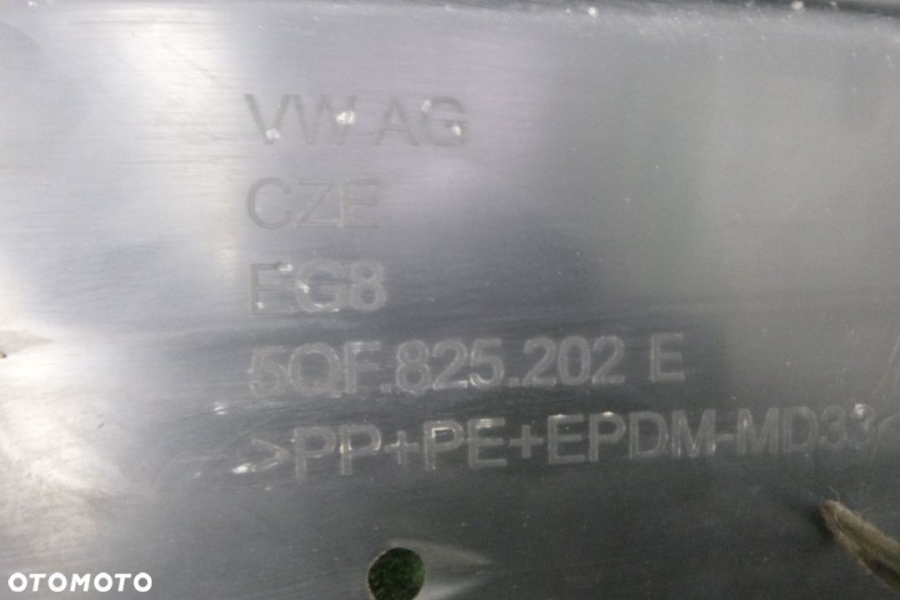 VW AG
CZE
EG8
5QF.825.202 E
>PP+PE+EPDM-MD33<
OTOMOTO